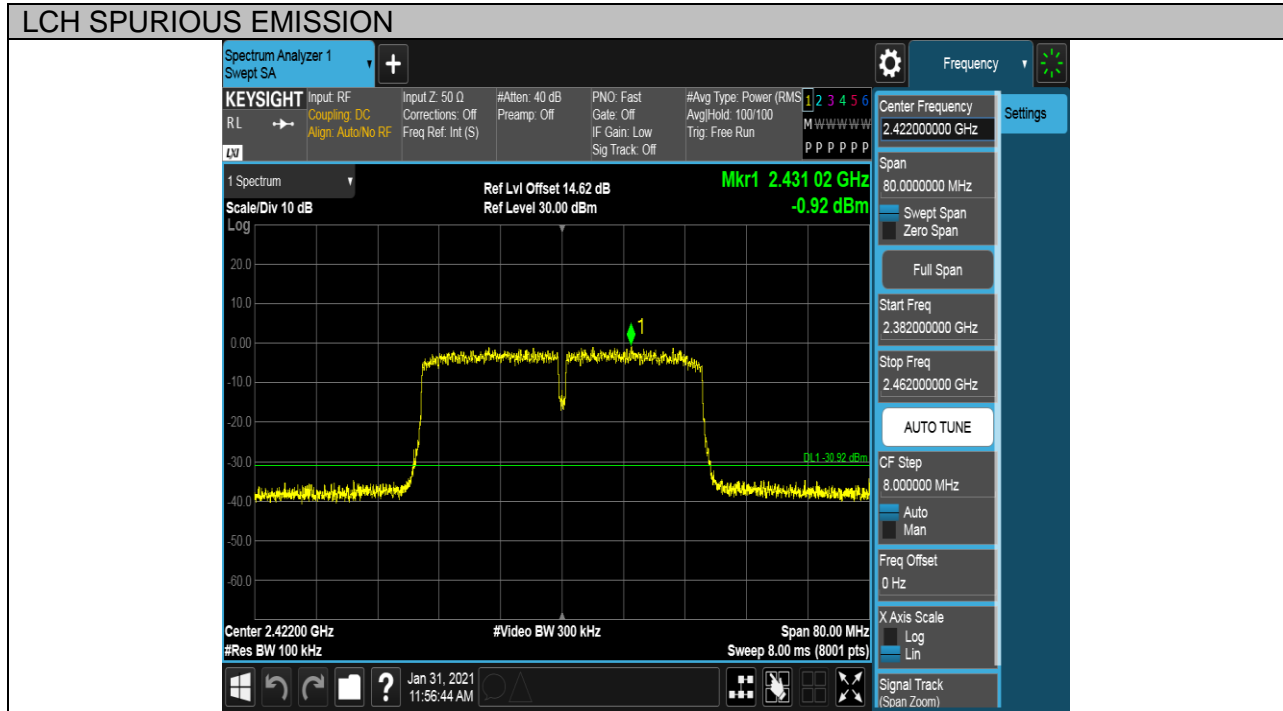 LCH SPURIOUS EMISSION
Spectrum Analyzer 1
Swept SA
+
Frequency
KEYSIGHT
RL
LXI
Input: RF
Coupling: DC
Align: Auto/No RF
Input Z: 50 Ω
Corrections: Off
Freq Ref: Int (S)
#Atten: 40 dB
Preamp: Off
PNO: Fast
Gate: Off
IF Gain: Low
Sig Track: Off
#Avg Type: Power (RMS
Avg|Hold: 100/100
Trig: Free Run
1 2 3 4 5 6
M W W W W W
P P P P P P
1 Spectrum
Scale/Div 10 dB
Log
Ref Lvl Offset 14.62 dB
Ref Level 30.00 dBm
Mkr1 2.431 02 GHz
-0.92 dBm
20.0
10.0
0.00
-10.0
-20.0
-30.0
-40.0
-50.0
-60.0
1
DL1 -30.92 dBm
Center 2.42200 GHz
#Res BW 100 kHz
#Video BW 300 kHz
Span 80.00 MHz
Sweep 8.00 ms (8001 pts)
?
Jan 31, 2021
11:56:44 AM
Center Frequency
2.422000000 GHz
Settings
Span
80.0000000 MHz
Swept Span
Zero Span
Full Span
Start Freq
2.382000000 GHz
Stop Freq
2.462000000 GHz
AUTO TUNE
CF Step
8.000000 MHz
Auto
Man
Freq Offset
0 Hz
X Axis Scale
Log
Lin
Signal Track
(Span Zoom)